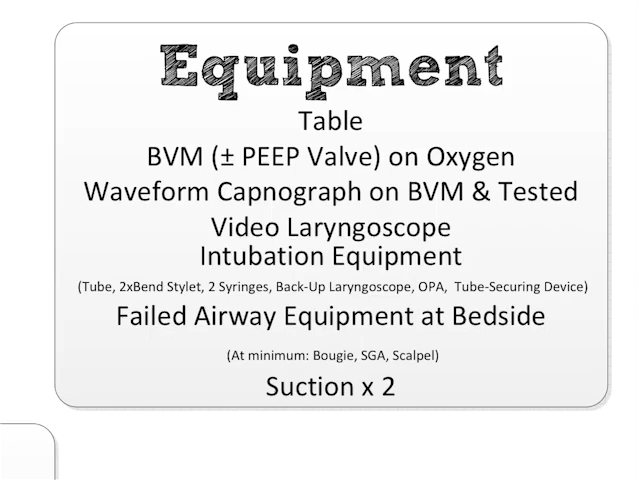 Equipment
Table
BVM (± PEEP Valve) on Oxygen
Waveform Capnograph on BVM & Tested
Video Laryngoscope
Intubation Equipment
(Tube, 2xBend Stylet, 2 Syringes, Back-Up Laryngoscope, OPA, Tube-Securing Device)
Failed Airway Equipment at Bedside
(At minimum: Bougie, SGA, Scalpel)
Suction x 2